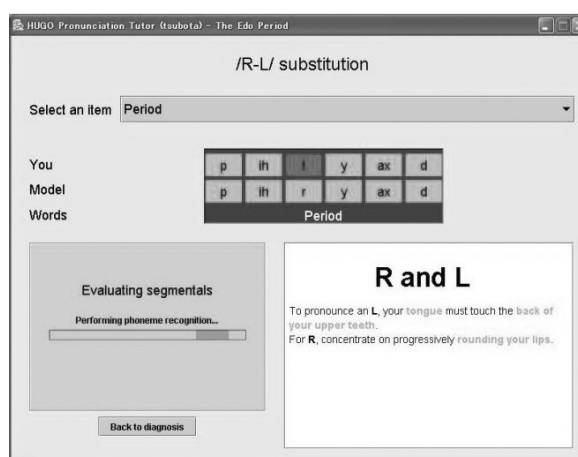 HUGO Pronunciation Tutor (tsubota) - The Edo Period
/R-L/ substitution
Select an item Period
You p ih l y ax d
Model p ih r y ax d
Words Period
Evaluating segmentals
Performing phoneme recognition...
Back to diagnosis
R and L
To pronounce an L, your tongue must touch the back of
your upper teeth.
For R, concentrate on progressively rounding your lips.